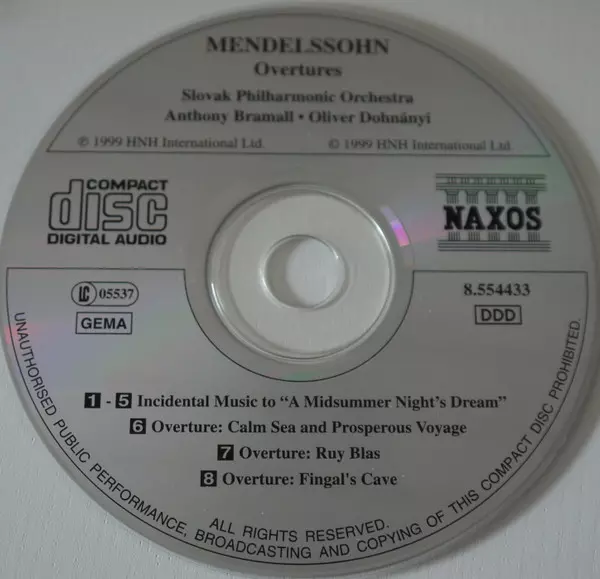 MENDELSSOHN
Overtures
Slovak Philharmonic Orchestra
Anthony Bramall • Oliver Dohnányi
℗ 1999 HNH International Ltd.
© 1999 HNH International Ltd.
COMPACT
disc
DIGITAL AUDIO
NAXOS
LC 05537
GEMA
8.554433
DDD
1 - 5 Incidental Music to “A Midsummer Night's Dream”
6 Overture: Calm Sea and Prosperous Voyage
7 Overture: Ruy Blas
8 Overture: Fingal's Cave
ALL RIGHTS RESERVED.
UNAUTHORISED PUBLIC PERFORMANCE, BROADCASTING AND COPYING OF THIS COMPACT DISC PROHIBITED.